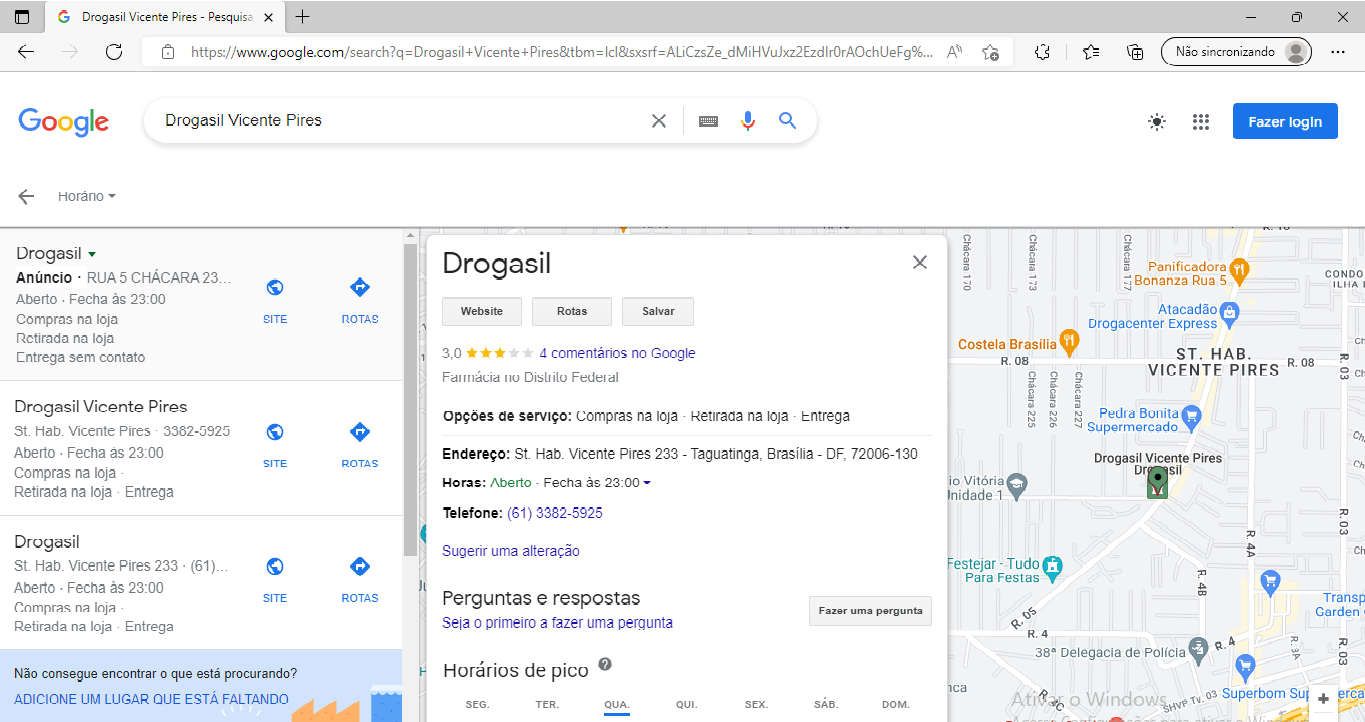 Drogasil Vicente Pires - Pesquisa
https://www.google.com/search?q=Drogasil+Vicente+Pires&tbm=lcl&sxsrf=ALiCzsZe_dMiHVuJxz2EzdIr0rAOchUeFg%...
Não sincronizando
Google
Drogasil Vicente Pires
Fazer login
Horário
Drogasil
Anúncio · RUA 5 CHÁCARA 23...
Aberto · Fecha às 23:00
Compras na loja
Retirada na loja
Entrega sem contato
SITE
ROTAS
Drogasil Vicente Pires
St. Hab. Vicente Pires · 3382-5925
Aberto · Fecha às 23:00
Compras na loja ·
Retirada na loja · Entrega
SITE
ROTAS
Drogasil
St. Hab. Vicente Pires 233 · (61)...
Aberto · Fecha às 23:00
Compras na loja ·
Retirada na loja · Entrega
SITE
ROTAS
Não consegue encontrar o que está procurando?
ADICIONE UM LUGAR QUE ESTÁ FALTANDO
Drogasil
Website
Rotas
Salvar
3,0
4 comentários no Google
Farmácia no Distrito Federal
Opções de serviço: Compras na loja · Retirada na loja · Entrega
Endereço: St. Hab. Vicente Pires 233 - Taguatinga, Brasília - DF, 72006-130
Horas: Aberto · Fecha às 23:00
Telefone: (61) 3382-5925
Sugerir uma alteração
Perguntas e respostas
Seja o primeiro a fazer uma pergunta
Fazer uma pergunta
Horários de pico
SEG.
TER.
QUA.
QUI.
SEX.
SÁB.
DOM.
Chácara 170
Chácara 173
Chácara 177
Panificadora
Bonanza Rua 5
CONDO
ILHA D
Atacadão
Drogacenter Express
Costela Brasília
R. 08
ST. HAB.
VICENTE PIRES
R. 08
R. 03
Chácara 225
Chácara 226
Chácara 227
Pedra Bonita
Supermercado
Drogasil Vicente Pires
Drogasil
io Vitória
Unidade 1
R. 03
R. 4A
Festejar - Tudo
Para Festas
R. 4B
Transp
Garden
R. 05
R. 4
R. 4
R. 3A
R. 03
38ª Delegacia de Polícia
nca
SHVP Tv. 03
Superbom Supermerca
Ativar o Windows